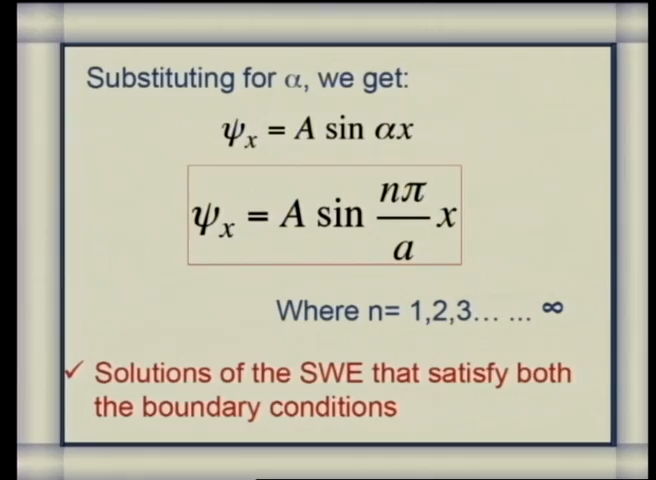 Substituting for α, we get:
ψₓ = A sin αx
ψₓ = A sin nπ/a x
Where n= 1,2,3... ... ∞
✓ Solutions of the SWE that satisfy both
the boundary conditions